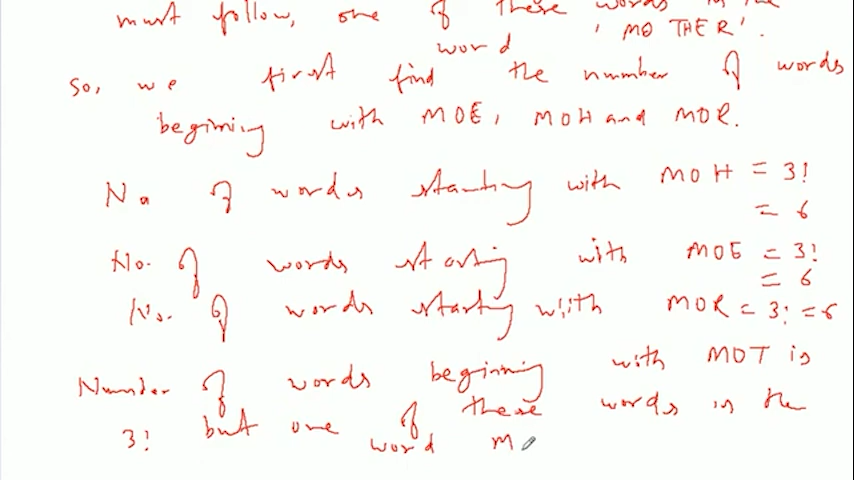 must follow, one of these words is the
word 'MOTHER'.
So, we first find the number of words
beginning with MOE, MOH and MOR.
No of words starting with MOH = 3!
= 6
No. of words starting with MOE = 3!
= 6
No. of words starting with MOR = 3! = 6
Number of words beginning with MOT is
3! but one of these words is the
word M